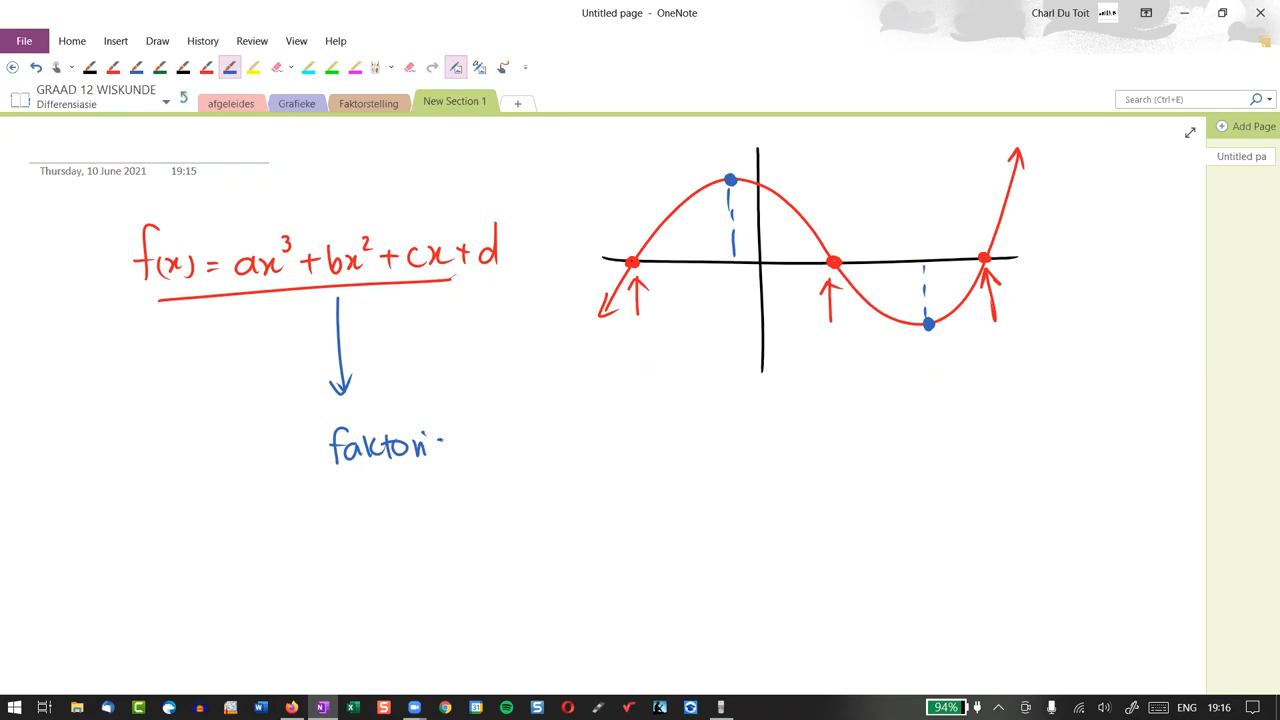 Untitled page - OneNote
Charl Du Toit
File Home Insert Draw History Review View Help
GRAAD 12 WISKUNDE
Differensiasie
afgeleides Grafieke Faktorstelling New Section 1 +
Search (Ctrl+E)
Add Page
Untitled pa
Thursday, 10 June 2021 19:15
f(x) = ax³ + bx² + cx + d
faktori
94% ENG 19:16